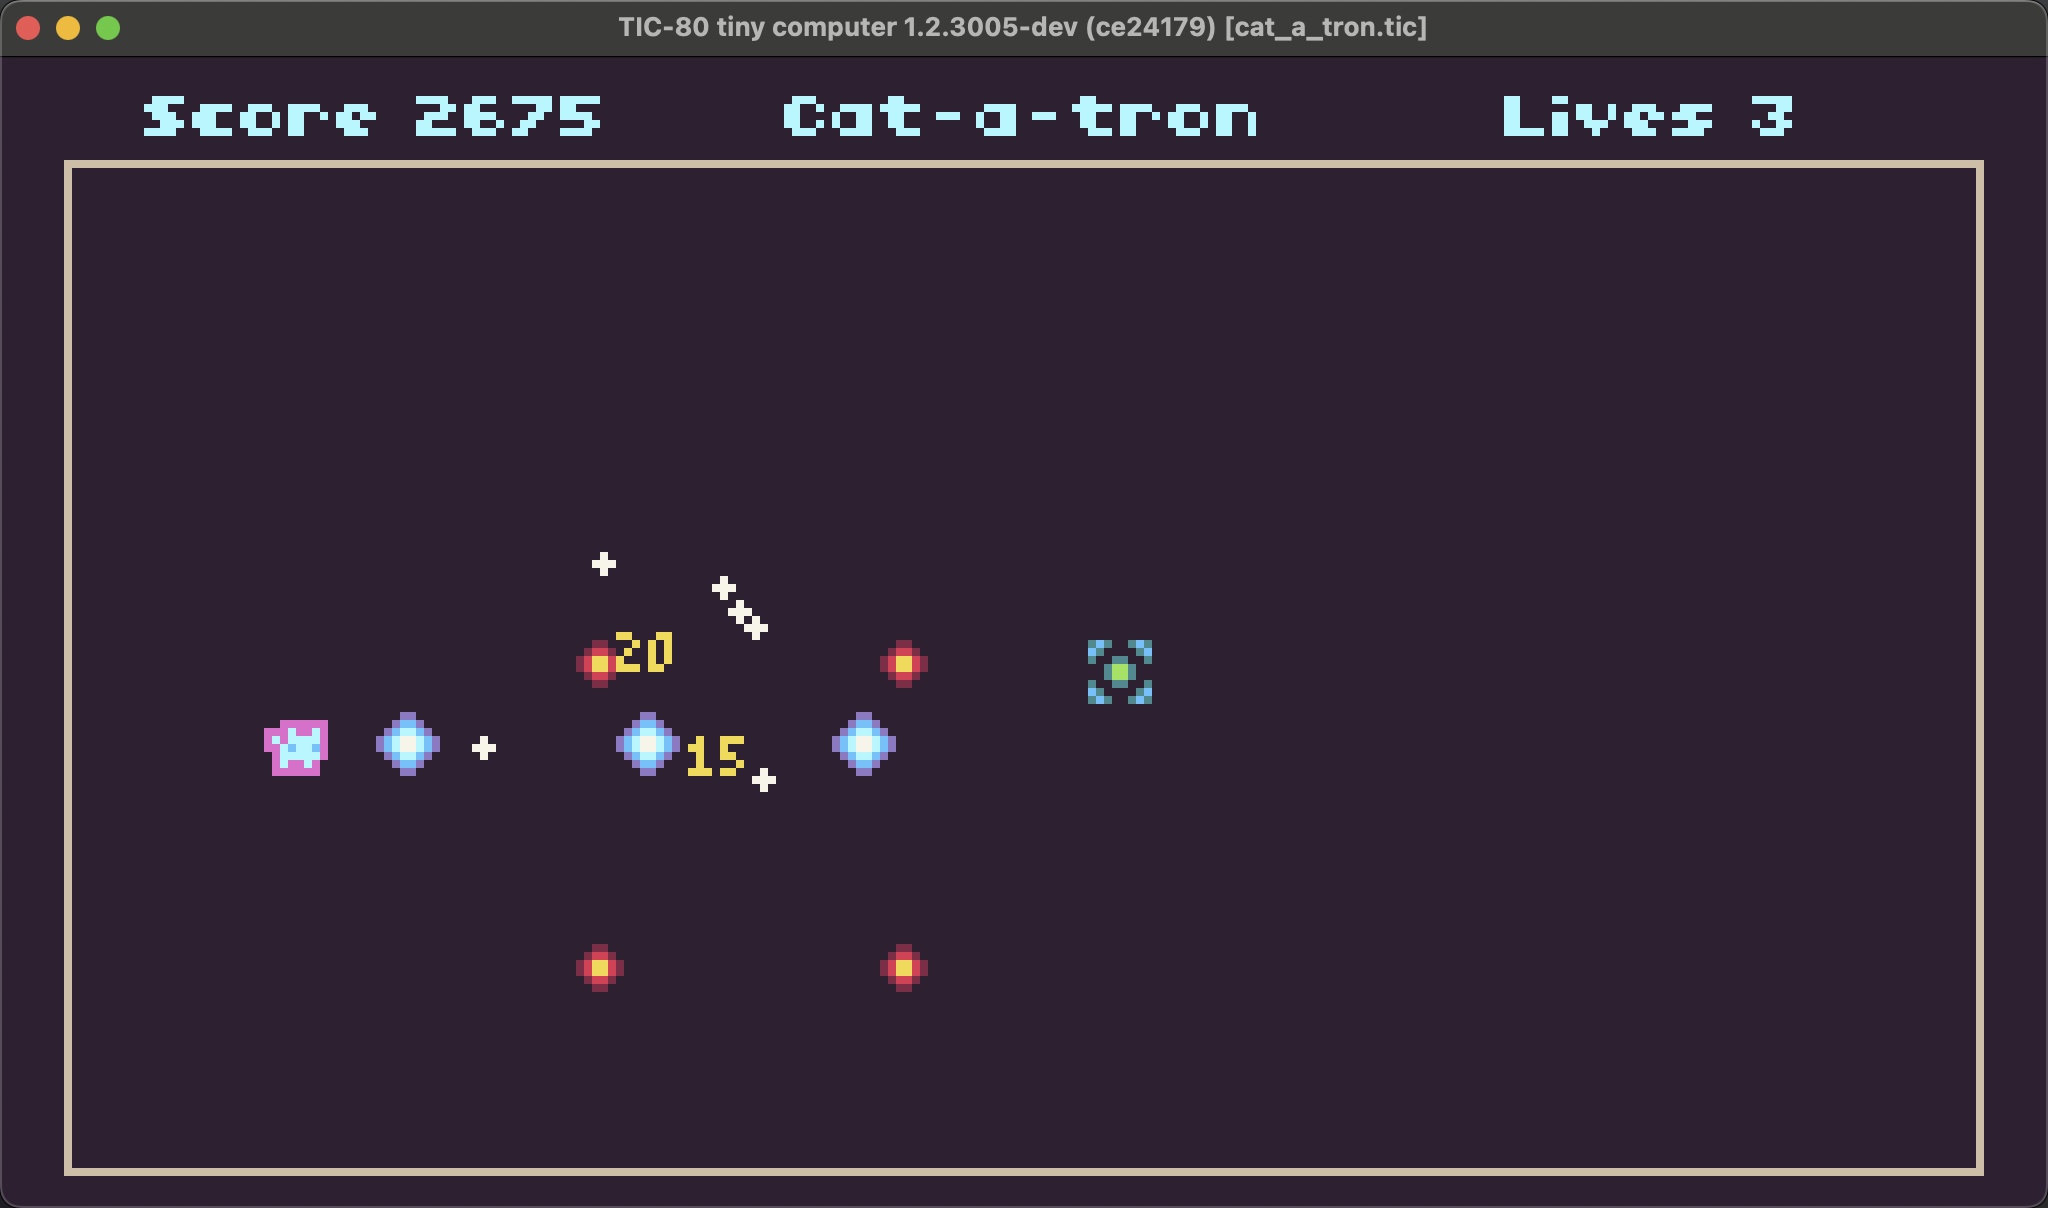 TIC-80 tiny computer 1.2.3005-dev (ce24179) [cat_a_tron.tic]
Score 2675 Cat-a-tron Lives 3
20
15